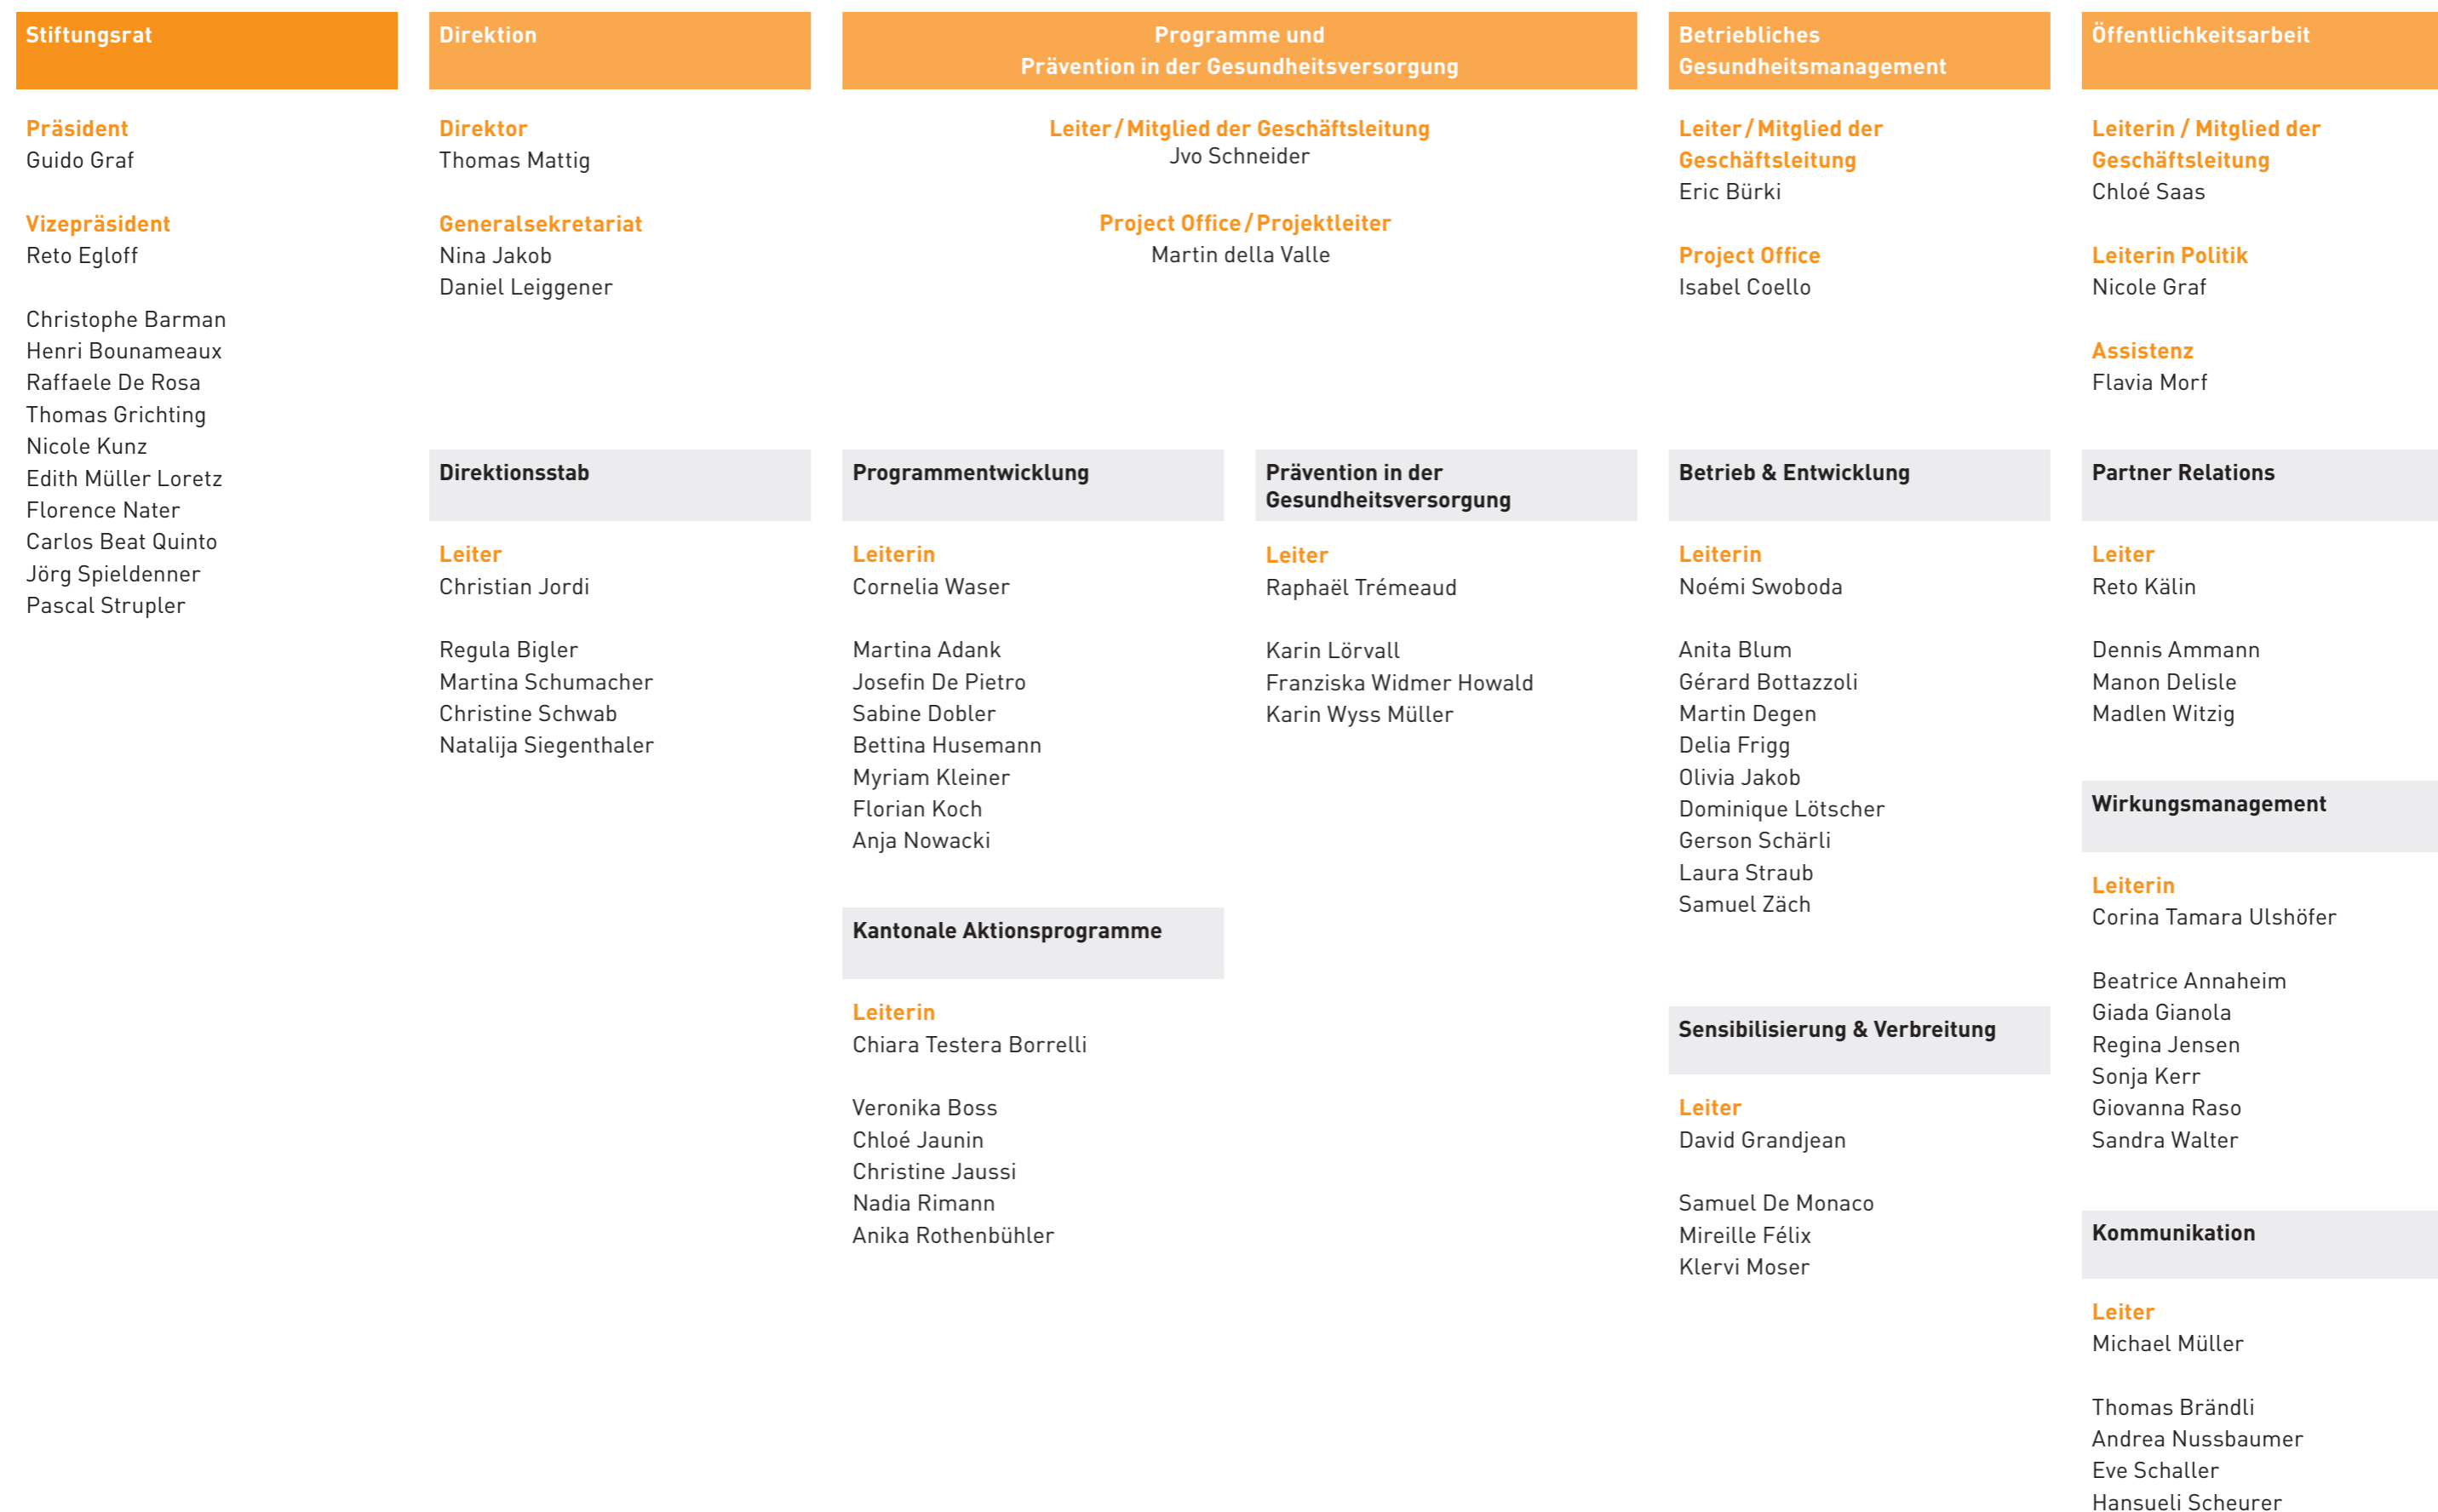 Stiftungsrat
Präsident
Guido Graf
Vizepräsident
Reto Egloff
Christophe Barman
Henri Bounameaux
Raffaele De Rosa
Thomas Grichting
Nicole Kunz
Edith Müller Loretz
Florence Nater
Carlos Beat Quinto
Jörg Spieldenner
Pascal Strupler
Direktion
Direktor
Thomas Mattig
Generalsekretariat
Nina Jakob
Daniel Leiggener
Direktionsstab
Leiter
Christian Jordi
Regula Bigler
Martina Schumacher
Christine Schwab
Natalija Siegenthaler
Programme und
Prävention in der Gesundheitsversorgung
Leiter / Mitglied der Geschäftsleitung
Jvo Schneider
Project Office / Projektleiter
Martin della Valle
Programmentwicklung
Leiterin
Cornelia Waser
Martina Adank
Josefin De Pietro
Sabine Dobler
Bettina Husemann
Myriam Kleiner
Florian Koch
Anja Nowacki
Kantonale Aktionsprogramme
Leiterin
Chiara Testera Borrelli
Veronika Boss
Chloé Jaunin
Christine Jaussi
Nadia Rimann
Anika Rothenbühler
Prävention in der
Gesundheitsversorgung
Leiter
Raphaël Trémeaud
Karin Lörvall
Franziska Widmer Howald
Karin Wyss Müller
Betriebliches
Gesundheitsmanagement
Leiter / Mitglied der
Geschäftsleitung
Eric Bürki
Project Office
Isabel Coello
Betrieb & Entwicklung
Leiterin
Noémi Swoboda
Anita Blum
Gérard Bottazzoli
Martin Degen
Delia Frigg
Olivia Jakob
Dominique Lötscher
Gerson Schärli
Laura Straub
Samuel Zäch
Sensibilisierung & Verbreitung
Leiter
David Grandjean
Samuel De Monaco
Mireille Félix
Klervi Moser
Öffentlichkeitsarbeit
Leiterin / Mitglied der
Geschäftsleitung
Chloé Saas
Leiterin Politik
Nicole Graf
Assistenz
Flavia Morf
Partner Relations
Leiter
Reto Kälin
Dennis Ammann
Manon Delisle
Madlen Witzig
Wirkungsmanagement
Leiterin
Corina Tamara Ulshöfer
Beatrice Annaheim
Giada Gianola
Regina Jensen
Sonja Kerr
Giovanna Raso
Sandra Walter
Kommunikation
Leiter
Michael Müller
Thomas Brändli
Andrea Nussbaumer
Eve Schaller
Hansueli Scheurer